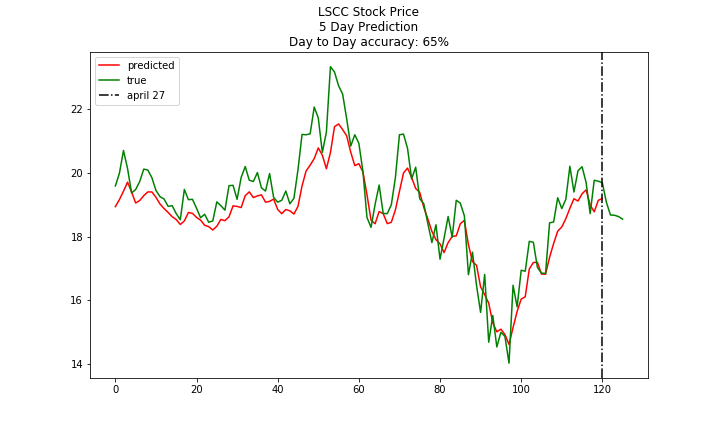 LSCC Stock Price
5 Day Prediction
Day to Day accuracy: 65%
predicted
true
april 27
22
20
18
16
14
0 20 40 60 80 100 120